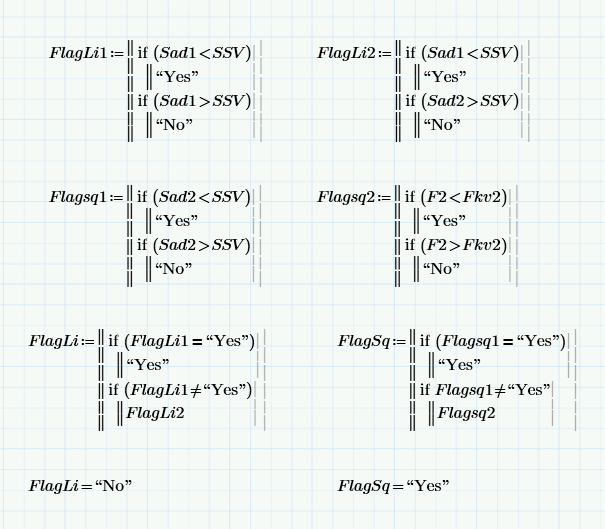 FlagLi1:=‖if (Sad1<SSV) FlagLi2:=‖if (Sad1<SSV)
‖“Yes” ‖“Yes”
‖if (Sad1>SSV) ‖if (Sad2>SSV)
‖“No” ‖“No”
Flagsq1:=‖if (Sad2<SSV) Flagsq2:=‖if (F2<Fkv2)
‖“Yes” ‖“Yes”
‖if (Sad2>SSV) ‖if (F2>Fkv2)
‖“No” ‖“No”
FlagLi:=‖if (FlagLi1=“Yes”) FlagSq:=‖if (Flagsq1=“Yes”)
‖“Yes” ‖“Yes”
‖if (FlagLi1≠“Yes”) ‖if Flagsq1≠“Yes”
‖FlagLi2 ‖Flagsq2
FlagLi=“No” FlagSq=“Yes”